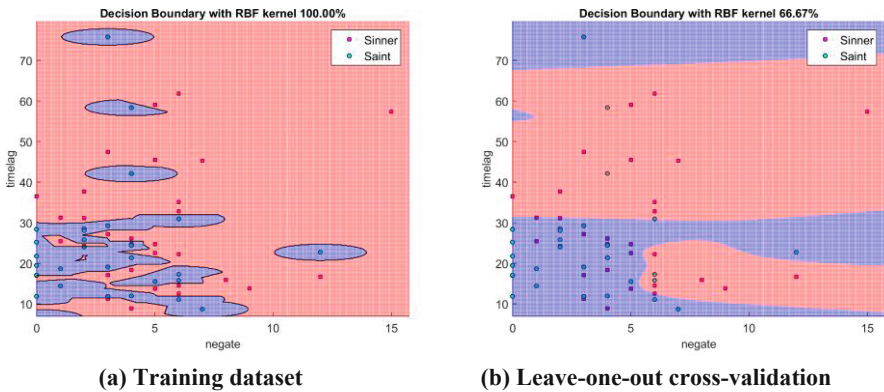 Decision Boundary with RBF kernel 100.00%
Sinner
Saint
70
60
50
40
30
20
10
timelag
0
5
10
15
negate
(a) Training dataset
Decision Boundary with RBF kernel 66.67%
Sinner
Saint
70
60
50
40
30
20
10
timelag
0
5
10
15
negate
(b) Leave-one-out cross-validation